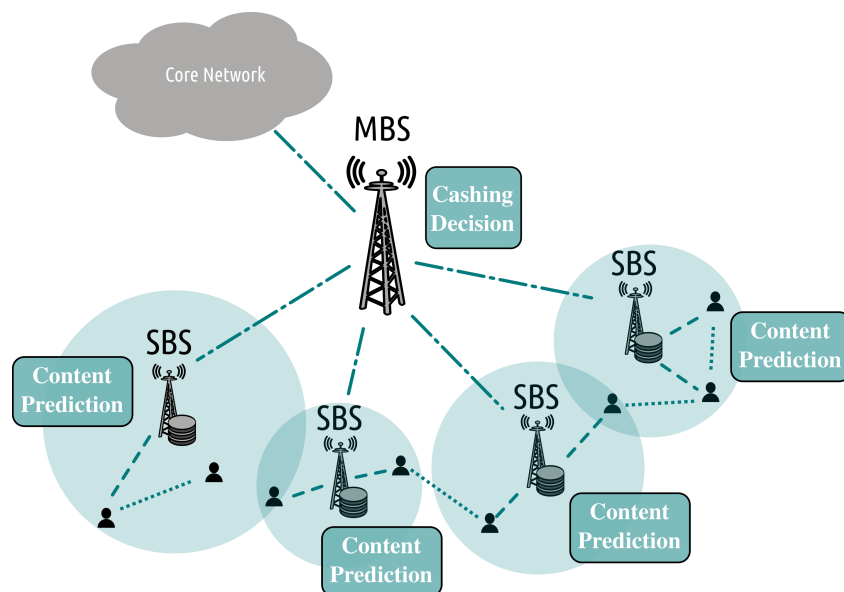 Core Network
MBS
Cashing
Decision
SBS
Content
Prediction
SBS
Content
Prediction
SBS
Content
Prediction
SBS
Content
Prediction